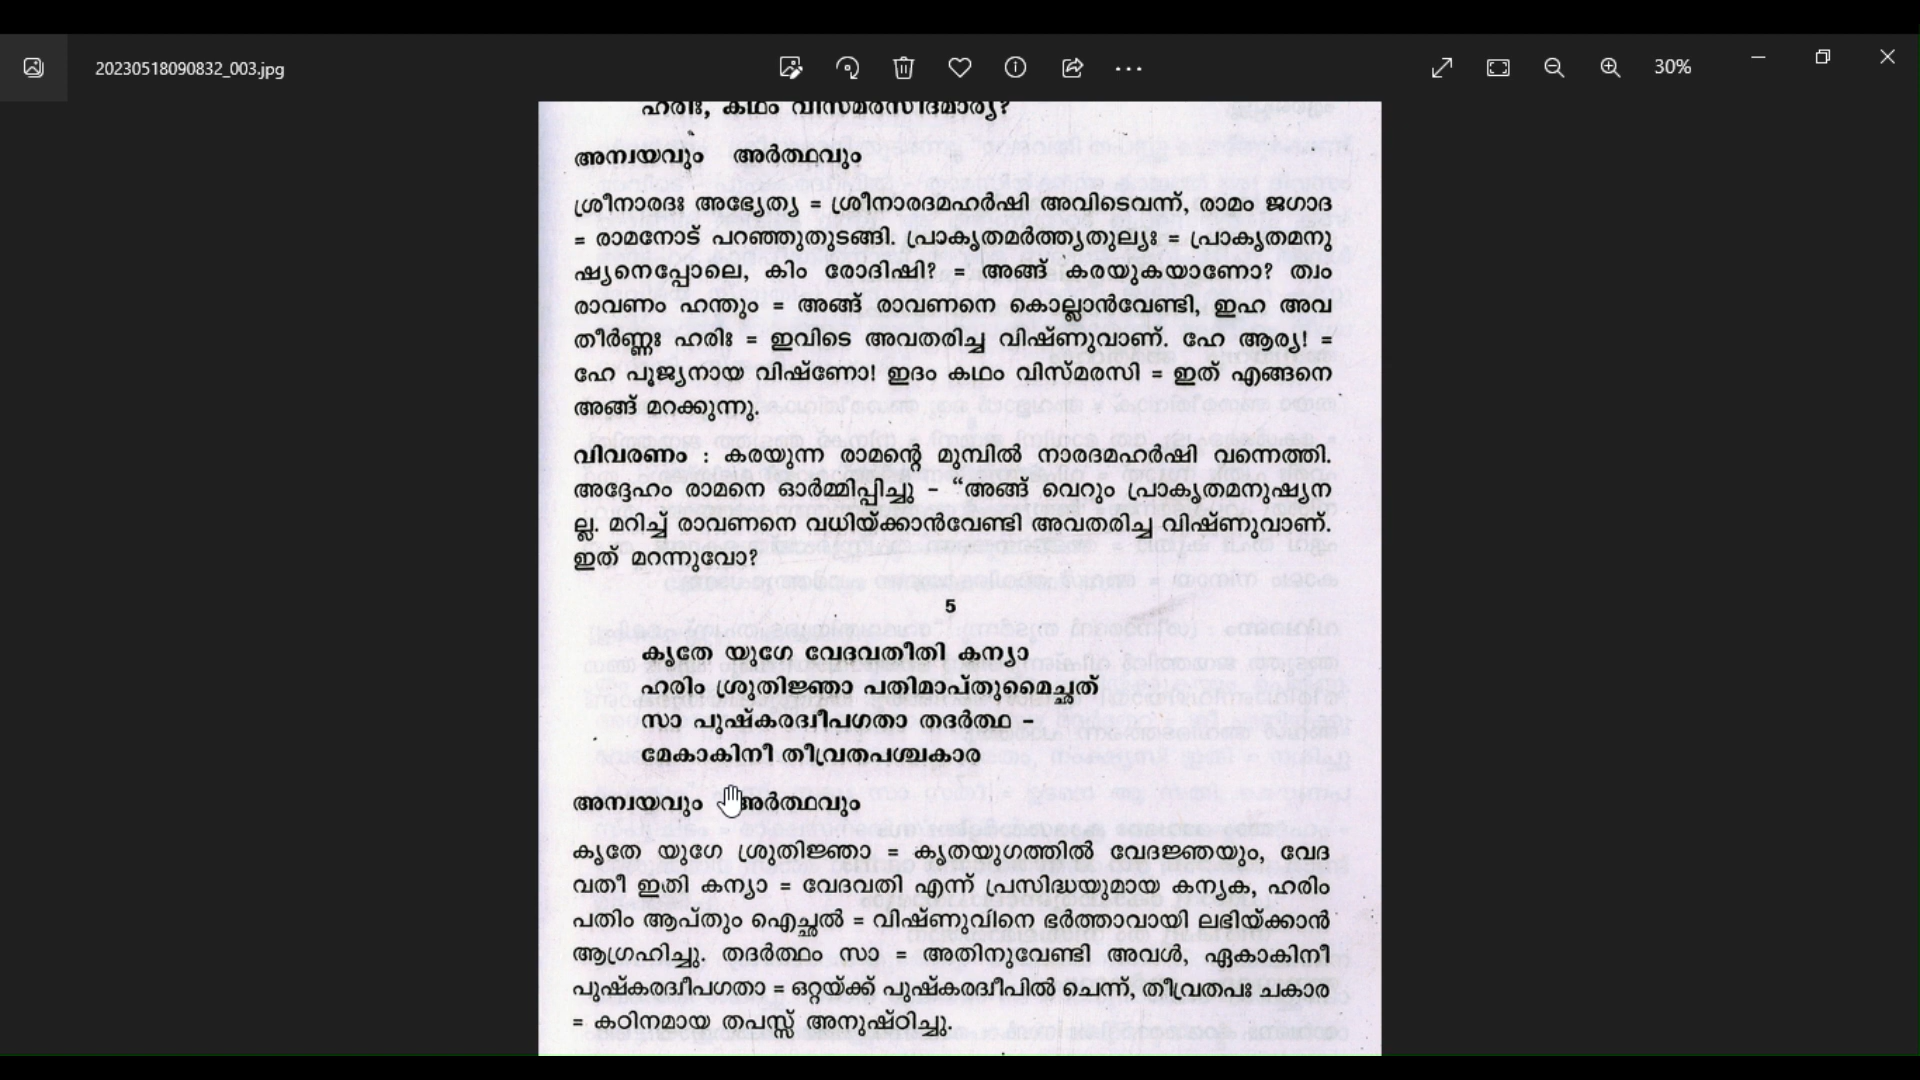 20230518090832_003.jpg
30%
ഹരിഃ, കഥം വിസ്മരസീദമാര്യ?
അന്വയവും അർത്ഥവും
ശ്രീനാരദഃ അഭ്യേത്യ = ശ്രീനാരദമഹർഷി അവിടെവന്ന്, രാമം ജഗാദ
= രാമനോട് പറഞ്ഞുതുടങ്ങി. പ്രാകൃതമർത്ത്യതുല്യഃ = പ്രാകൃതമനു
ഷ്യനെപ്പോലെ, കിം രോദിഷി? = അങ്ങ് കരയുകയാണോ? ത്വം
രാവണം ഹന്തും = അങ്ങ് രാവണനെ കൊല്ലാൻവേണ്ടി, ഇഹ അവ
തീർണ്ണഃ ഹരിഃ = ഇവിടെ അവതരിച്ച വിഷ്ണുവാണ്. ഹേ ആര്യ! =
ഹേ പൂജ്യനായ വിഷ്ണോ! ഇദം കഥം വിസ്മരസി = ഇത് എങ്ങനെ
അങ്ങ് മറക്കുന്നു.
വിവരണം : കരയുന്ന രാമന്റെ മുമ്പിൽ നാരദമഹർഷി വന്നെത്തി.
അദ്ദേഹം രാമനെ ഓർമ്മിപ്പിച്ചു - “അങ്ങ് വെറും പ്രാകൃതമനുഷ്യന
ല്ല. മറിച്ച് രാവണനെ വധിയ്ക്കാൻവേണ്ടി അവതരിച്ച വിഷ്ണുവാണ്.
ഇത് മറന്നുവോ?
5
കൃതേ യുഗേ വേദവതീതി കന്യാ
ഹരിം ശ്രുതിജ്ഞാ പതിമാപ്തുമൈച്ഛത്
സാ പുഷ്കരദ്വീപഗതാ തദർത്ഥ -
മേകാകിനീ തീവ്രതപശ്ചകാര
അന്വയവും അർത്ഥവും
കൃതേ യുഗേ ശ്രുതിജ്ഞാ = കൃതയുഗത്തിൽ വേദജ്ഞയും, വേദ
വതീ ഇതി കന്യാ = വേദവതി എന്ന് പ്രസിദ്ധയുമായ കന്യക, ഹരിം
പതിം ആപ്തും ഐച്ഛൽ = വിഷ്ണുവിനെ ഭർത്താവായി ലഭിയ്ക്കാൻ
ആഗ്രഹിച്ചു. തദർത്ഥം സാ = അതിനുവേണ്ടി അവൾ, ഏകാകിനീ
പുഷ്കരദ്വീപഗതാ = ഒറ്റയ്ക്ക് പുഷ്കരദ്വീപിൽ ചെന്ന്, തീവ്രതപഃ ചകാര
= കഠിനമായ തപസ്സ് അനുഷ്ഠിച്ചു.